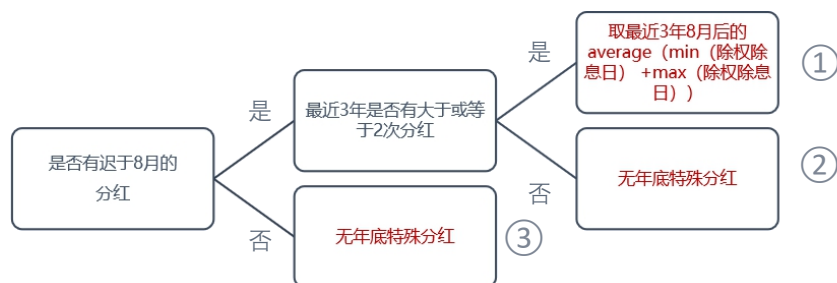 取最近3年8月后的
average（min（除权除
息日） +max（除权除息
日））
①
是
最近3年是否有大于或等
于2次分红
是
是否有迟于8月的
分红
否
无年底特殊分红
②
否
无年底特殊分红
③